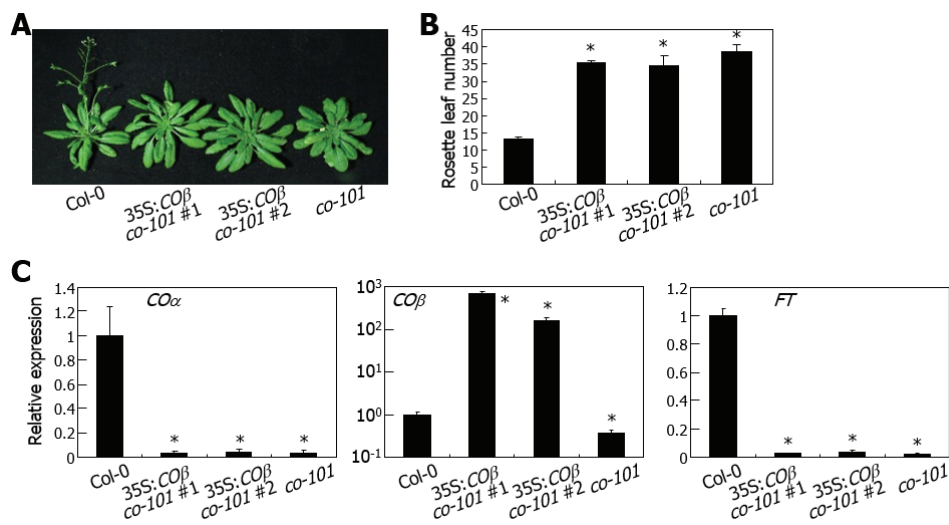 A
Col-0
35S:COβ
co-101 #1
35S:COβ
co-101 #2
co-101
B
Rosette leaf number
45
40
35
30
25
20
15
10
5
0
*
*
*
Col-0
35S:COβ
co-101 #1
35S:COβ
co-101 #2
co-101
C
Relative expression
1.4
1.2
1
0.8
0.6
0.4
0.2
0
COα
*
*
*
Col-0
35S:COβ
co-101 #1
35S:COβ
co-101 #2
co-101
10³
10²
10¹
10⁰
10⁻¹
COβ
*
*
*
Col-0
35S:COβ
co-101 #1
35S:COβ
co-101 #2
co-101
1.2
1
0.8
0.6
0.4
0.2
0
FT
*
*
*
Col-0
35S:COβ
co-101 #1
35S:COβ
co-101 #2
co-101